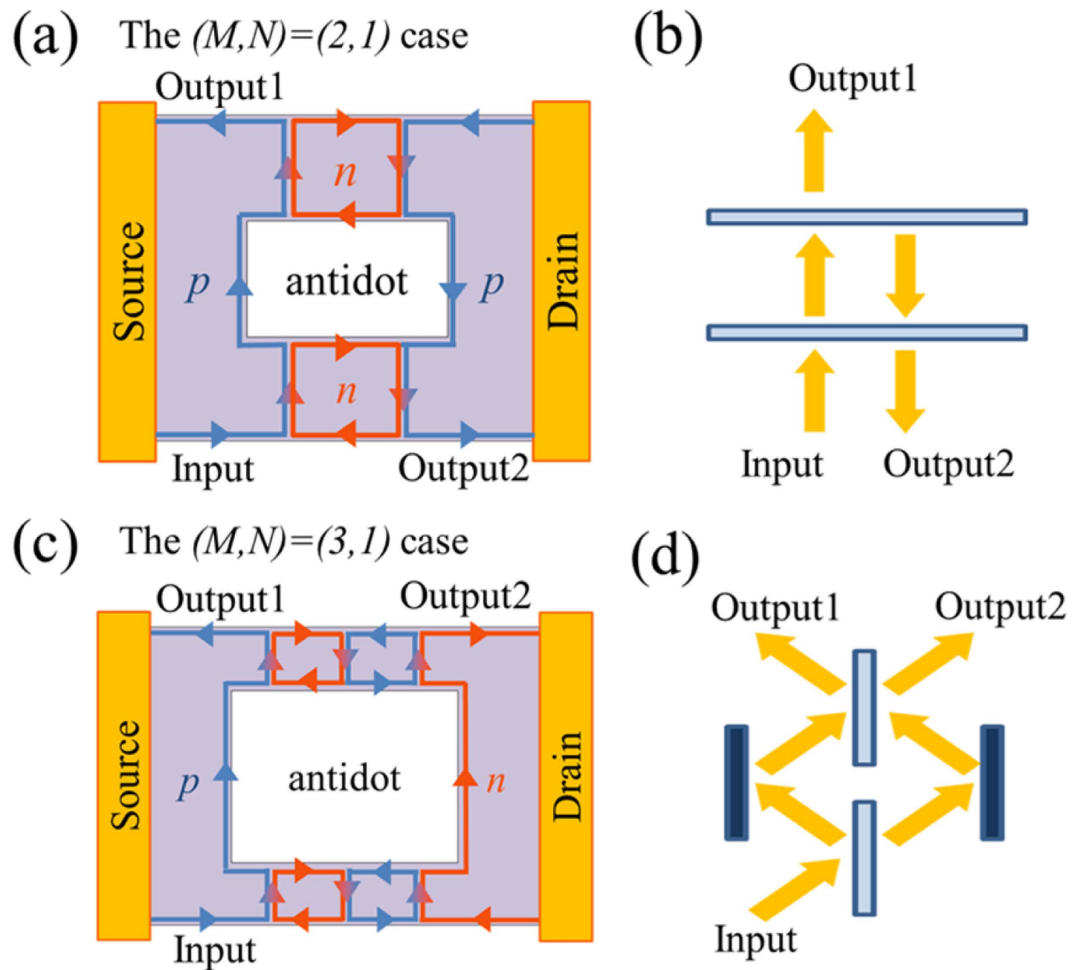 (a) The (M,N)=(2,1) case
Output1
n
Source
p
antidot
p
Drain
n
Input
Output2
(b)
Output1
Input
Output2
(c) The (M,N)=(3,1) case
Output1
Output2
Source
p
antidot
n
Drain
Input
(d)
Output1
Output2
Input